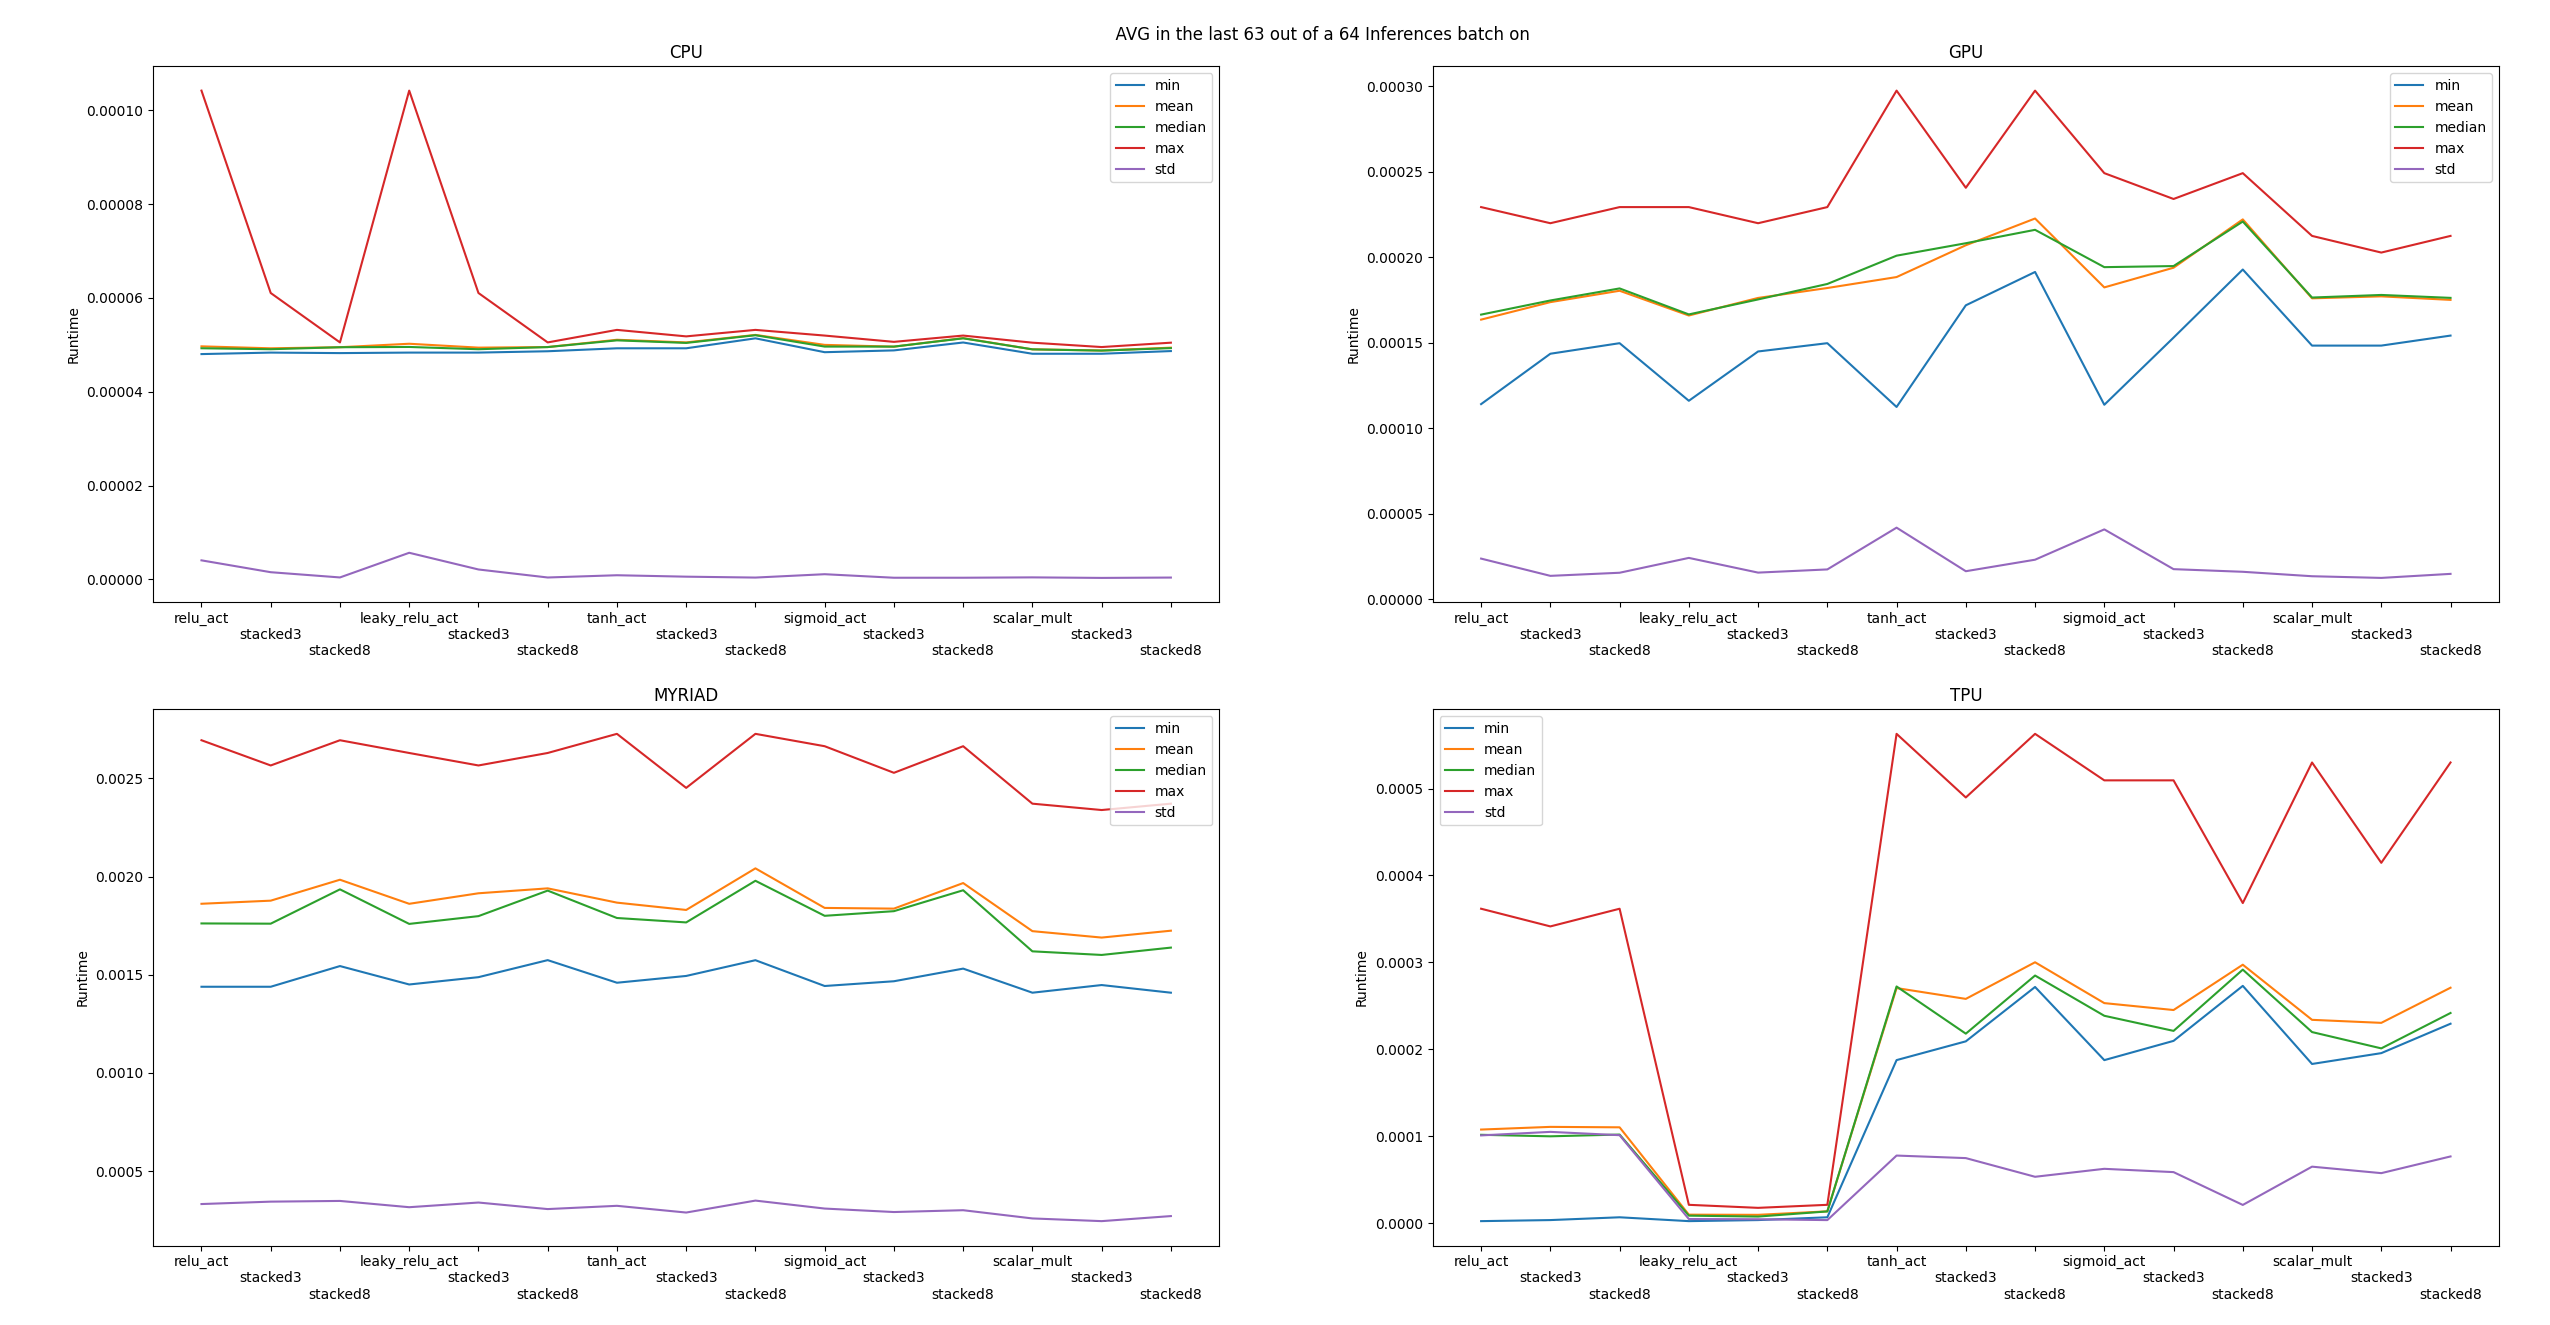 AVG in the last 63 out of a 64 Inferences batch on
CPU
Runtime
0.00010
0.00008
0.00006
0.00004
0.00002
0.00000
min
mean
median
max
std
relu_act leaky_relu_act tanh_act sigmoid_act scalar_mult
stacked3 stacked3 stacked3 stacked3 stacked3
stacked8 stacked8 stacked8 stacked8 stacked8
GPU
Runtime
0.00030
0.00025
0.00020
0.00015
0.00010
0.00005
0.00000
min
mean
median
max
std
relu_act leaky_relu_act tanh_act sigmoid_act scalar_mult
stacked3 stacked3 stacked3 stacked3 stacked3
stacked8 stacked8 stacked8 stacked8 stacked8
MYRIAD
Runtime
0.0025
0.0020
0.0015
0.0010
0.0005
min
mean
median
max
std
relu_act leaky_relu_act tanh_act sigmoid_act scalar_mult
stacked3 stacked3 stacked3 stacked3 stacked3
stacked8 stacked8 stacked8 stacked8 stacked8
TPU
Runtime
0.0005
0.0004
0.0003
0.0002
0.0001
0.0000
min
mean
median
max
std
relu_act leaky_relu_act tanh_act sigmoid_act scalar_mult
stacked3 stacked3 stacked3 stacked3 stacked3
stacked8 stacked8 stacked8 stacked8 stacked8